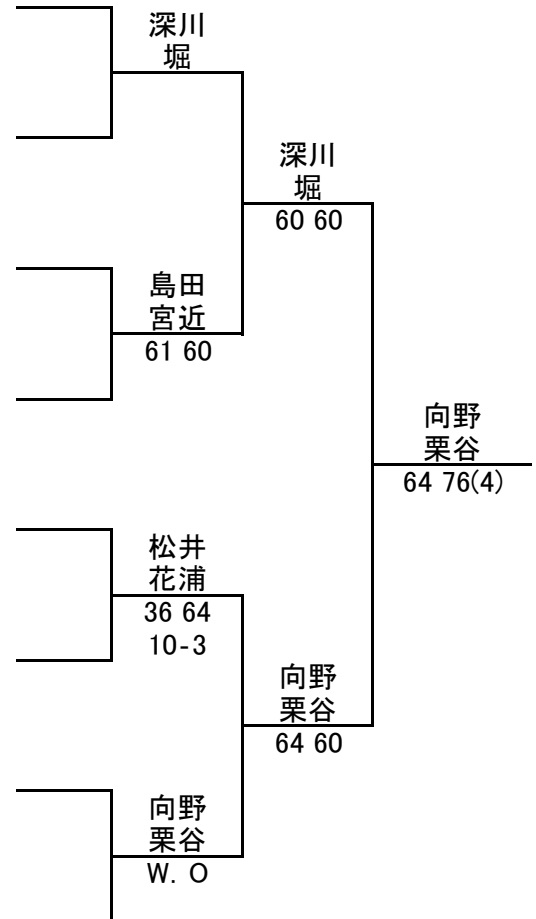 深川
堀
深川
堀
60 60
島田
宮近
61 60
向野
栗谷
64 76(4)
松井
花浦
36 64
10-3
向野
栗谷
64 60
向野
栗谷
W. O